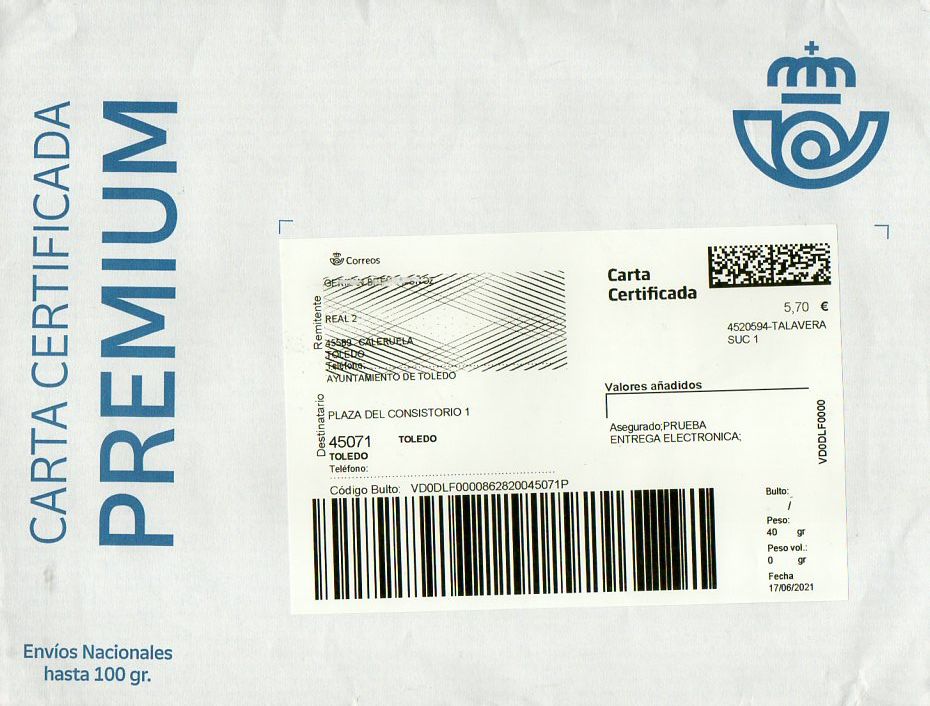 CARTA CERTIFICADA
PREMIUM
Envíos Nacionales
hasta 100 gr.
Correos
Remitente
REAL 2
45589 CALERUELA
TOLEDO
Teléfono:
Destinatario
AYUNTAMIENTO DE TOLEDO
PLAZA DEL CONSISTORIO 1
45071 TOLEDO
TOLEDO
Teléfono:
Código Bulto: VD0DLF0000862820045071P
Carta
Certificada
5,70 €
4520594-TALAVERA
SUC 1
Valores añadidos
Asegurado;PRUEBA
ENTREGA ELECTRONICA;
VD0DLF0000
Bulto:
/
Peso:
40 gr
Peso vol.:
0 gr
Fecha
17/06/2021